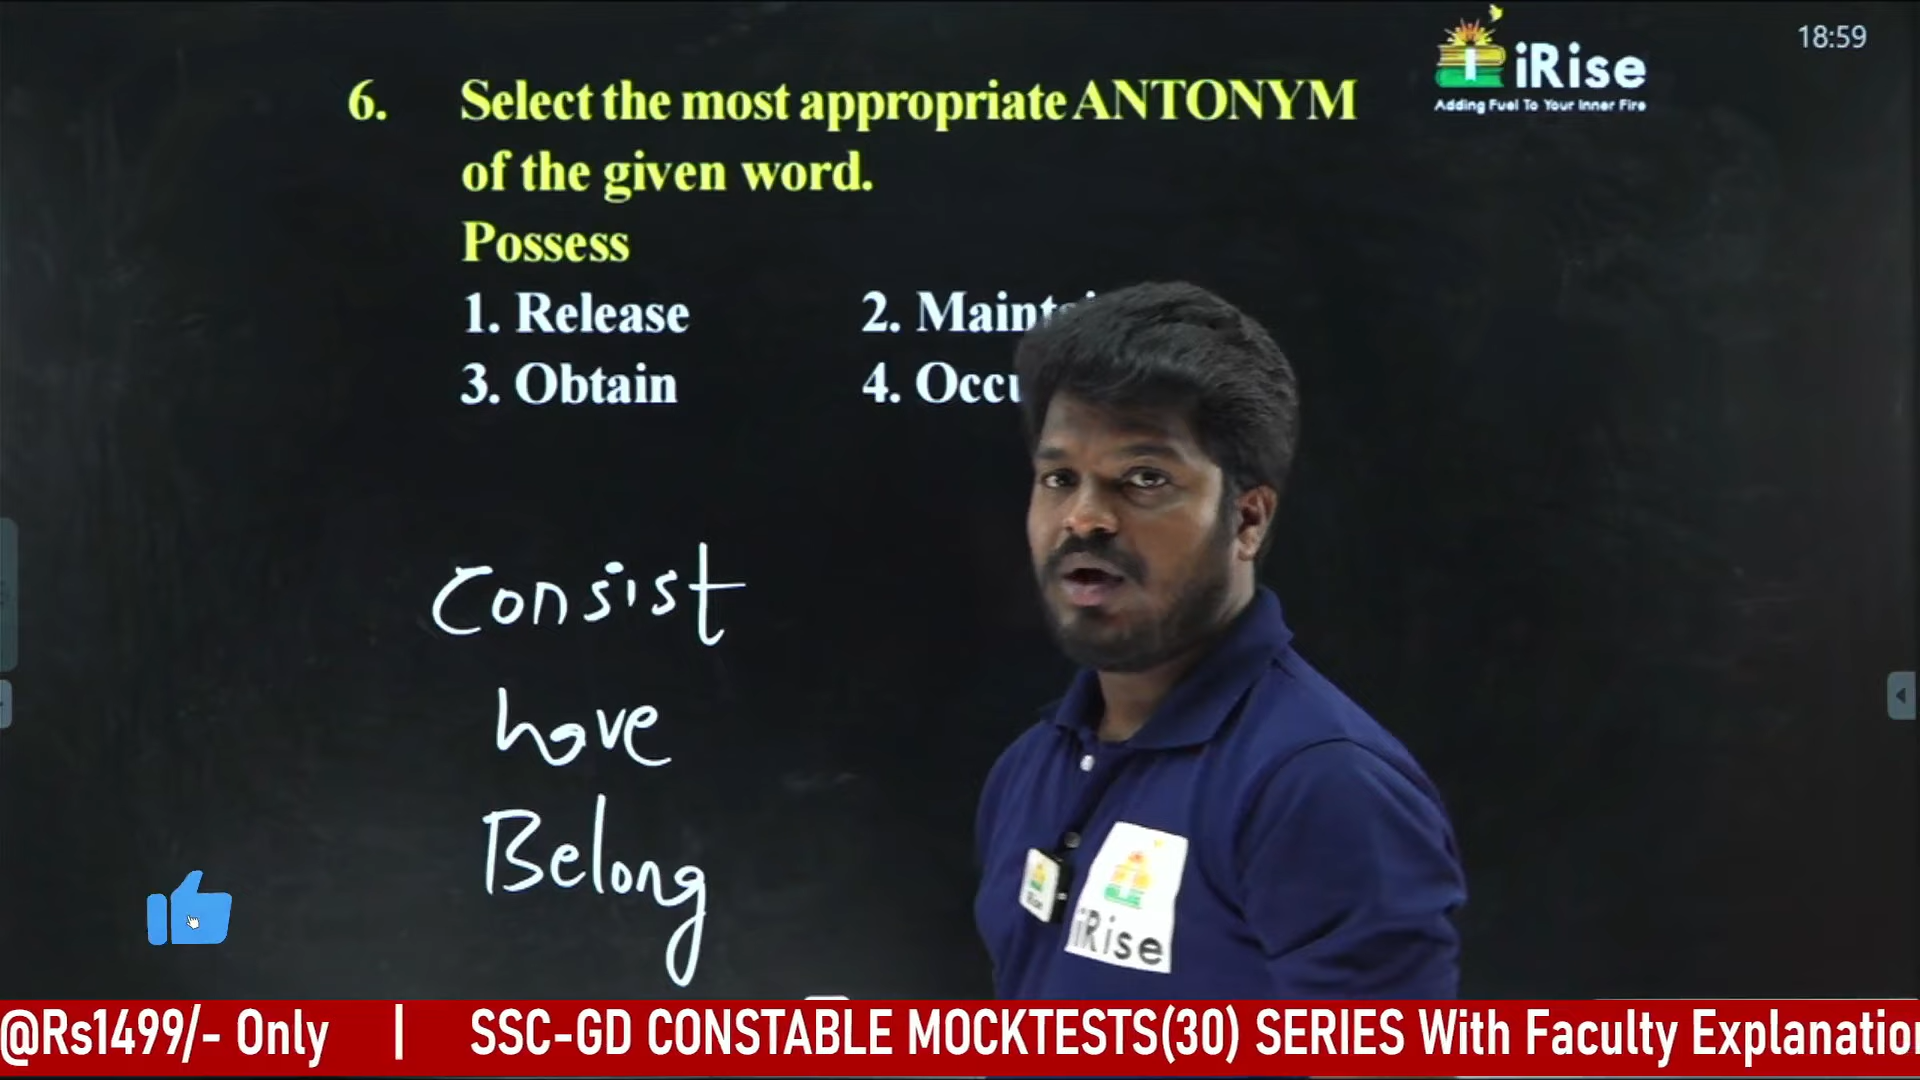 iRise
Adding Fuel To Your Inner Fire
18:59
6. Select the most appropriate ANTONYM
of the given word.
Possess
1. Release 2.
3. Obtain 4.
Consist
have
Belong
iRise
@Rs1499/- Only | SSC-GD CONSTABLE MOCKTESTS(30) SERIES With Faculty